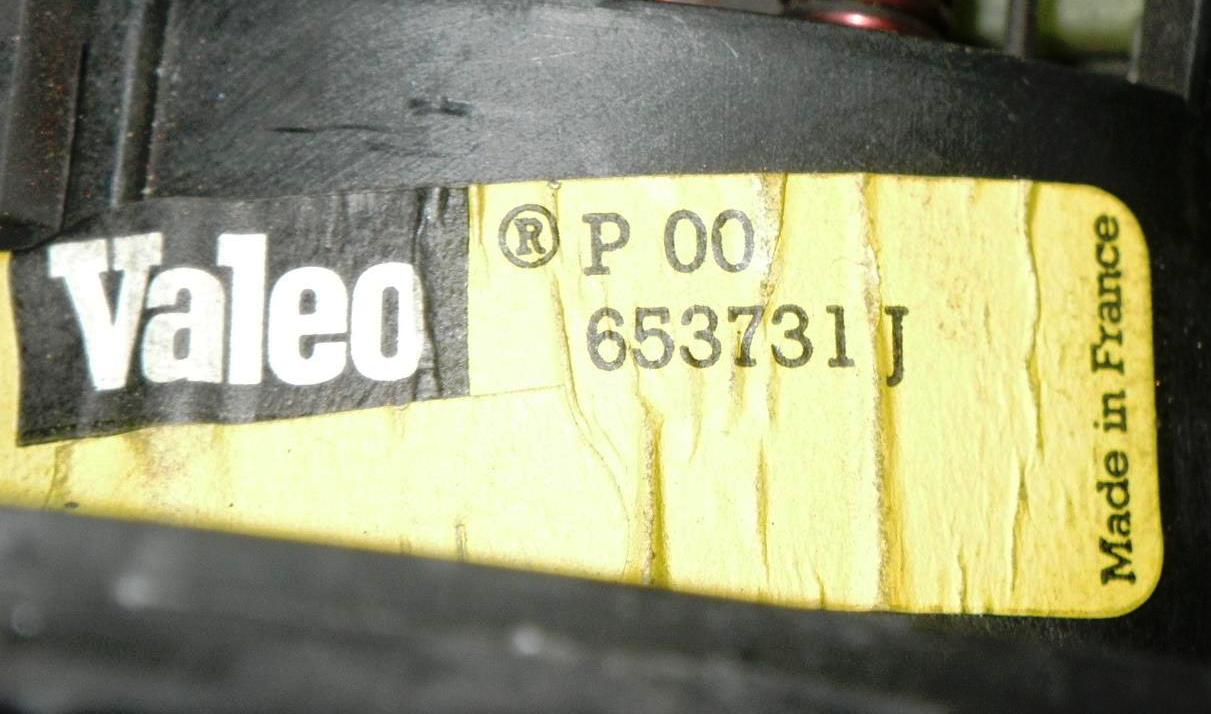 Valeo
® P 00
653731 J
Made in France